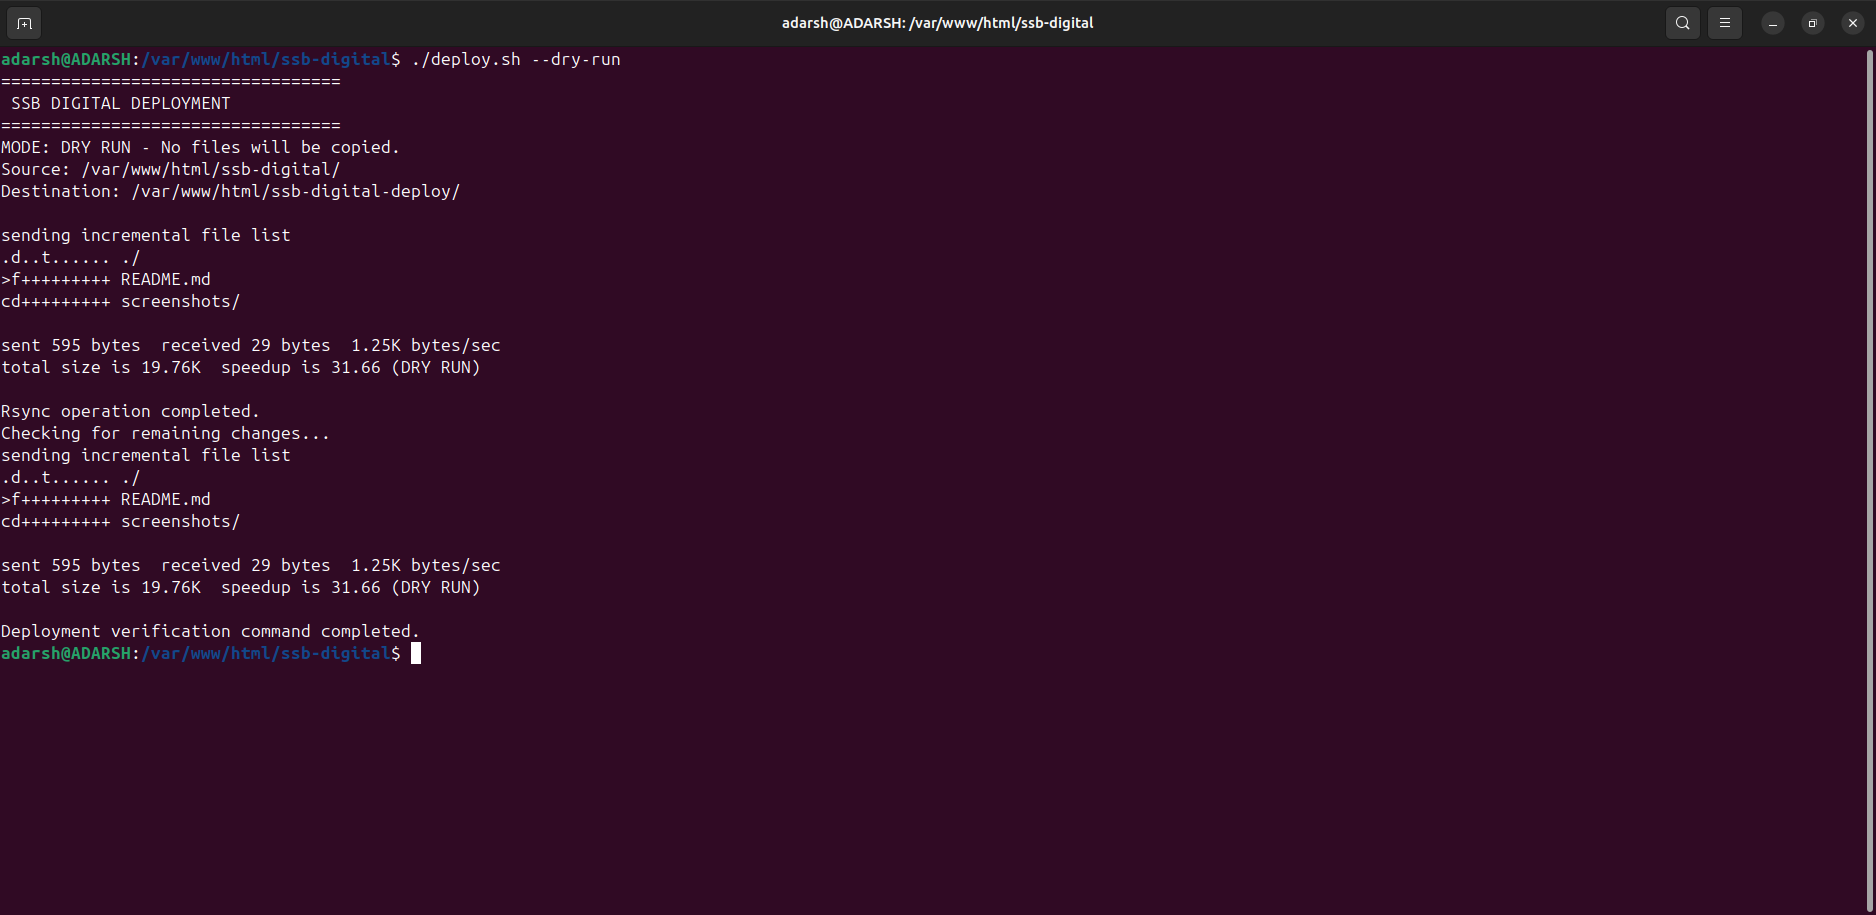 adarsh@ADARSH: /var/www/html/ssb-digital
adarsh@ADARSH:/var/www/html/ssb-digital$ ./deploy.sh --dry-run
==================================
 SSB DIGITAL DEPLOYMENT
==================================
MODE: DRY RUN - No files will be copied.
Source: /var/www/html/ssb-digital/
Destination: /var/www/html/ssb-digital-deploy/

sending incremental file list
.d..t...... ./
>f+++++++++ README.md
cd+++++++++ screenshots/

sent 595 bytes  received 29 bytes  1.25K bytes/sec
total size is 19.76K  speedup is 31.66 (DRY RUN)

Rsync operation completed.
Checking for remaining changes...
sending incremental file list
.d..t...... ./
>f+++++++++ README.md
cd+++++++++ screenshots/

sent 595 bytes  received 29 bytes  1.25K bytes/sec
total size is 19.76K  speedup is 31.66 (DRY RUN)

Deployment verification command completed.
adarsh@ADARSH:/var/www/html/ssb-digital$